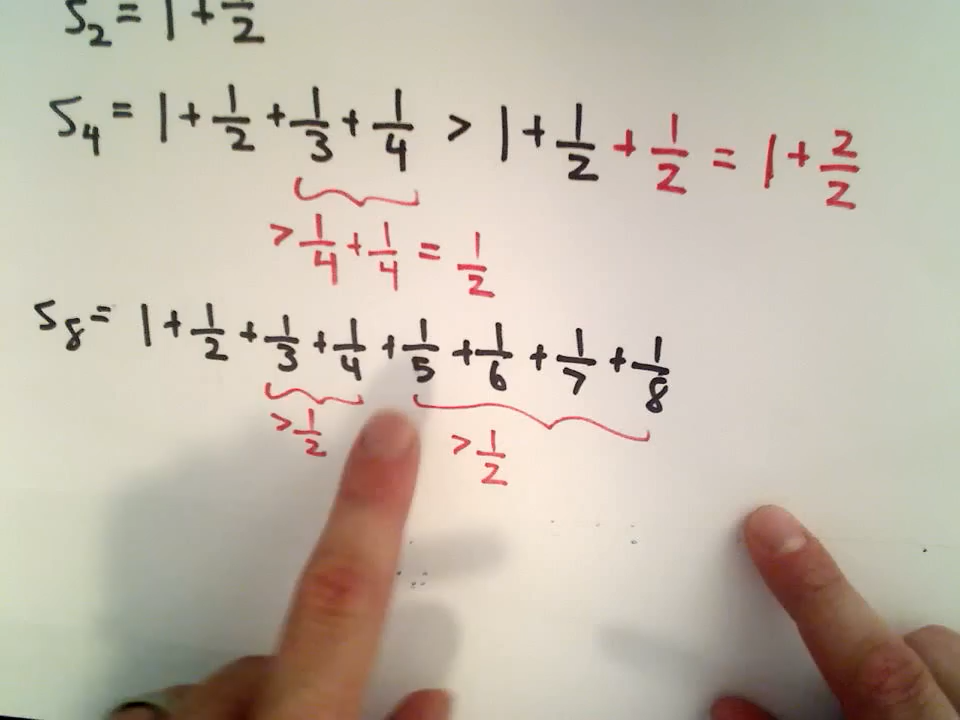 S₂ = 1 + 1/2
S₄ = 1 + 1/2 + 1/3 + 1/4 > 1 + 1/2 + 1/2 = 1 + 2/2
> 1/4 + 1/4 = 1/2
S₈ = 1 + 1/2 + 1/3 + 1/4 + 1/5 + 1/6 + 1/7 + 1/8
> 1/2 > 1/2